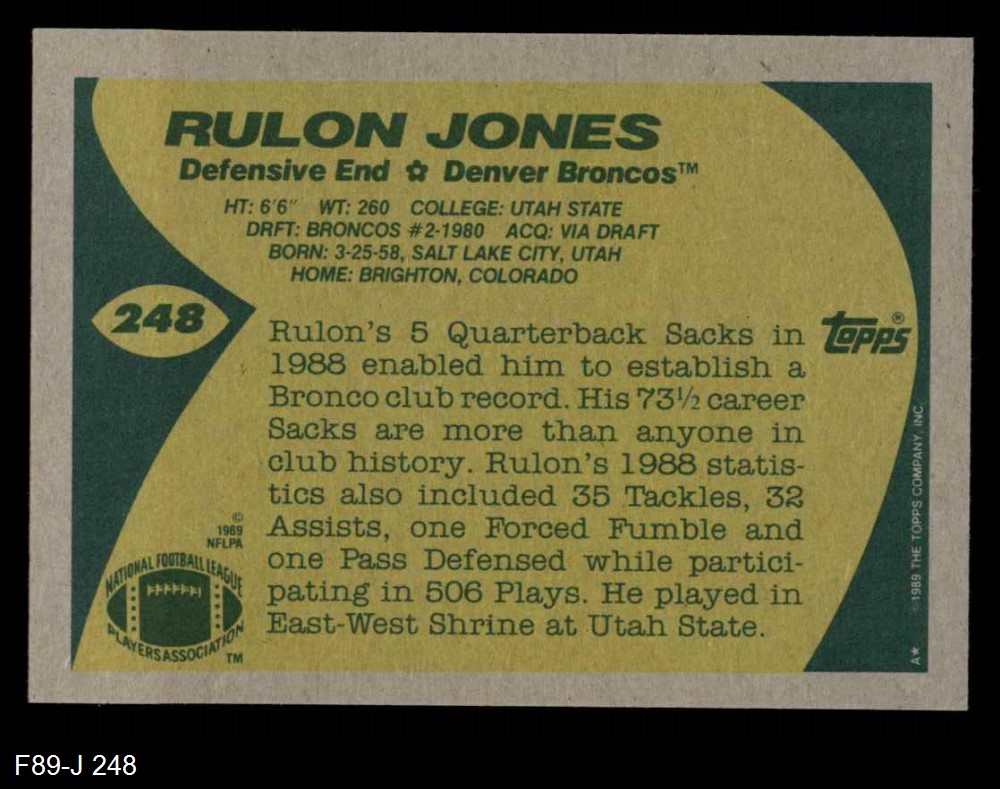 RULON JONES
Defensive End ✿ Denver Broncos™
HT: 6'6" WT: 260 COLLEGE: UTAH STATE
DRFT: BRONCOS #2-1980 ACQ: VIA DRAFT
BORN: 3-25-58, SALT LAKE CITY, UTAH
HOME: BRIGHTON, COLORADO
248
Rulon's 5 Quarterback Sacks in
1988 enabled him to establish a
Bronco club record. His 73½ career
Sacks are more than anyone in
club history. Rulon's 1988 statis-
tics also included 35 Tackles, 32
Assists, one Forced Fumble and
one Pass Defensed while partici-
pating in 506 Plays. He played in
East-West Shrine at Utah State.
topps®
©
1989
NFLPA
NATIONAL FOOTBALL LEAGUE
PLAYERS ASSOCIATION
TM
©1989 THE TOPPS COMPANY, INC.
A★
F89-J 248